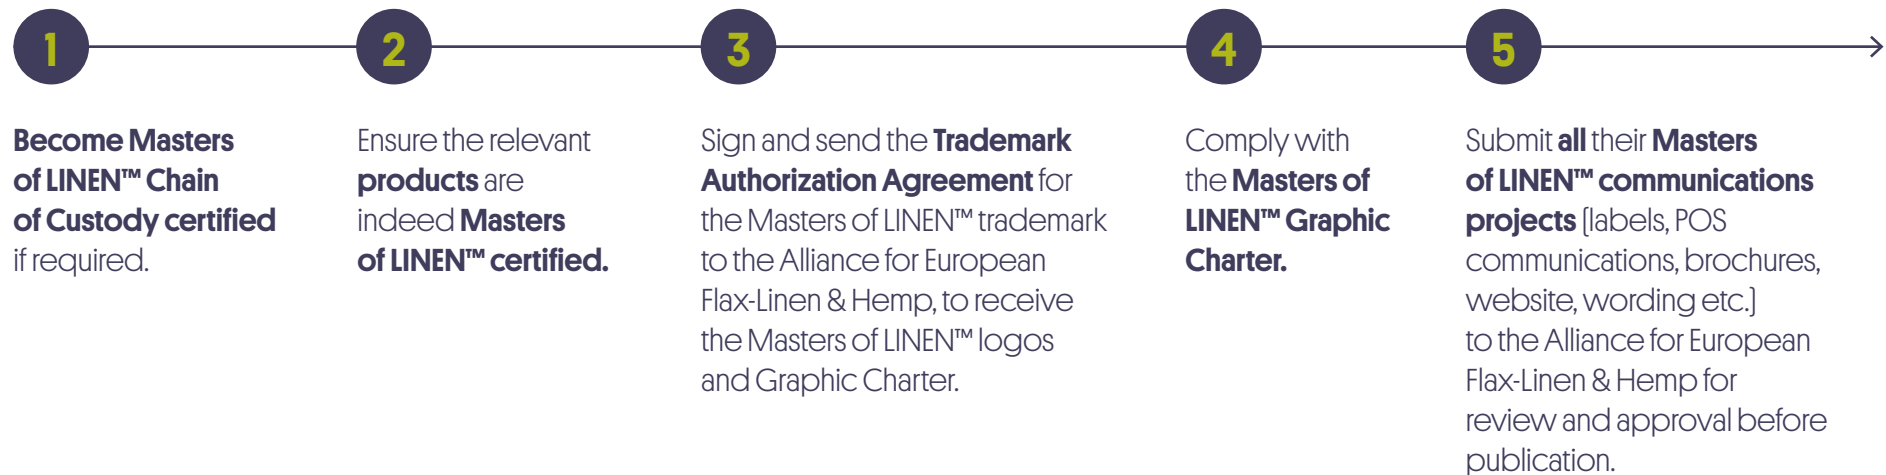 1
Become Masters
of LINEN™ Chain
of Custody certified
if required.
2
Ensure the relevant
products are
indeed Masters
of LINEN™ certified.
3
Sign and send the Trademark
Authorization Agreement for
the Masters of LINEN™ trademark
to the Alliance for European
Flax-Linen & Hemp, to receive
the Masters of LINEN™ logos
and Graphic Charter.
4
Comply with
the Masters of
LINEN™ Graphic
Charter.
5
Submit all their Masters
of LINEN™ communications
projects (labels, POS
communications, brochures,
website, wording etc.)
to the Alliance for European
Flax-Linen & Hemp for
review and approval before
publication.